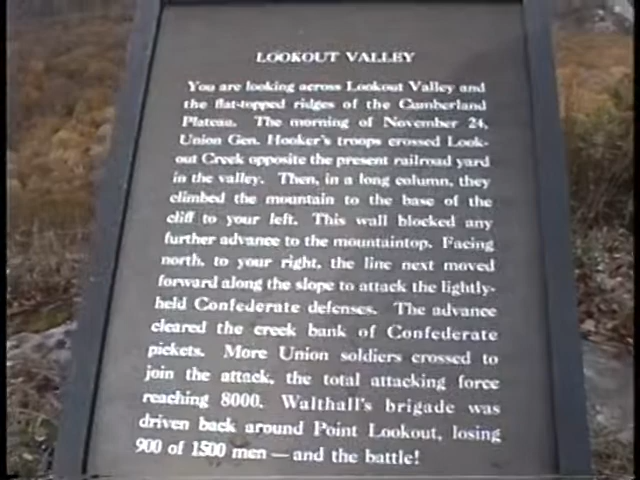 LOOKOUT VALLEY
You are looking across Lookout Valley and
the flat-topped ridges of the Cumberland
Plateau. The morning of November 24,
Union Gen. Hooker's troops crossed Look-
out Creek opposite the present railroad yard
in the valley. Then, in a long column, they
climbed the mountain to the base of the
cliff to your left. This wall blocked any
further advance to the mountaintop. Facing
north, to your right, the line next moved
forward along the slope to attack the lightly-
held Confederate defenses. The advance
cleared the creek bank of Confederate
pickets. More Union soldiers crossed to
join the attack, the total attacking force
reaching 8000. Walthall's brigade was
driven back around Point Lookout, losing
900 of 1500 men — and the battle!